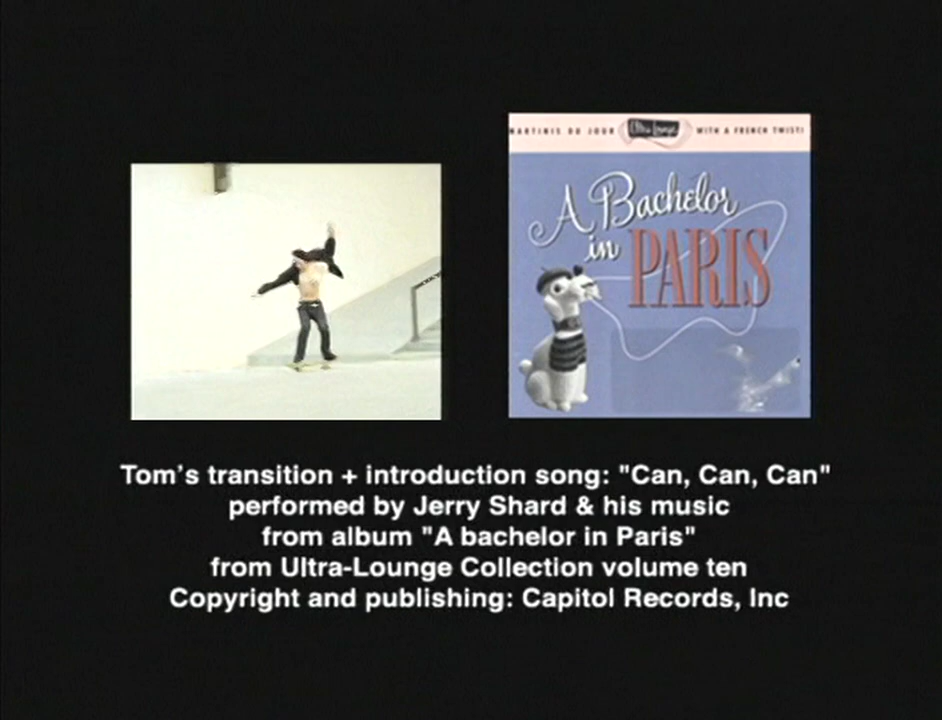 MARTINIS DU JOUR Ultra-Lounge WITH A FRENCH TWIST!
A Bachelor
in PARIS
Tom's transition + introduction song: "Can, Can, Can"
performed by Jerry Shard & his music
from album "A bachelor in Paris"
from Ultra-Lounge Collection volume ten
Copyright and publishing: Capitol Records, Inc